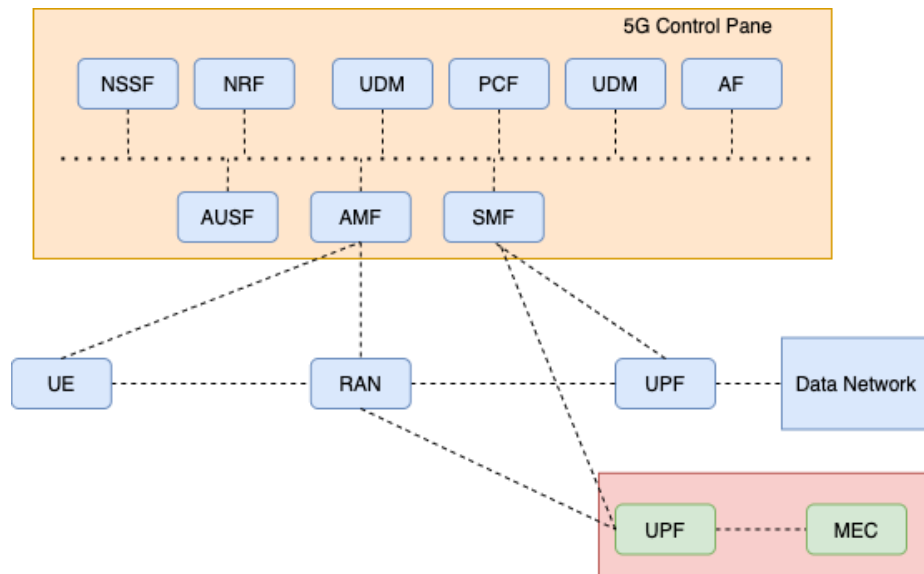 5G Control Pane
NSSF
NRF
UDM
PCF
UDM
AF
AUSF
AMF
SMF
UE
RAN
UPF
Data Network
UPF
MEC